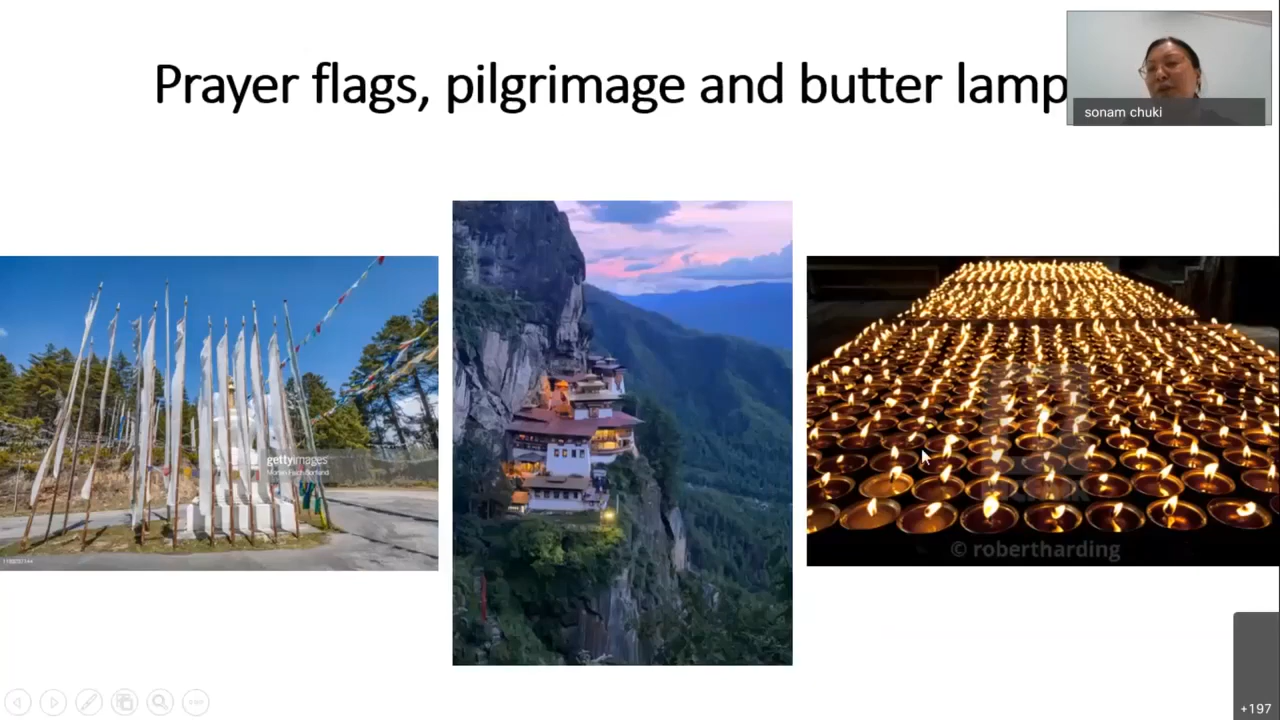 Prayer flags, pilgrimage and butter lamp
sonam chuki
gettyimages
© robertharding
+197